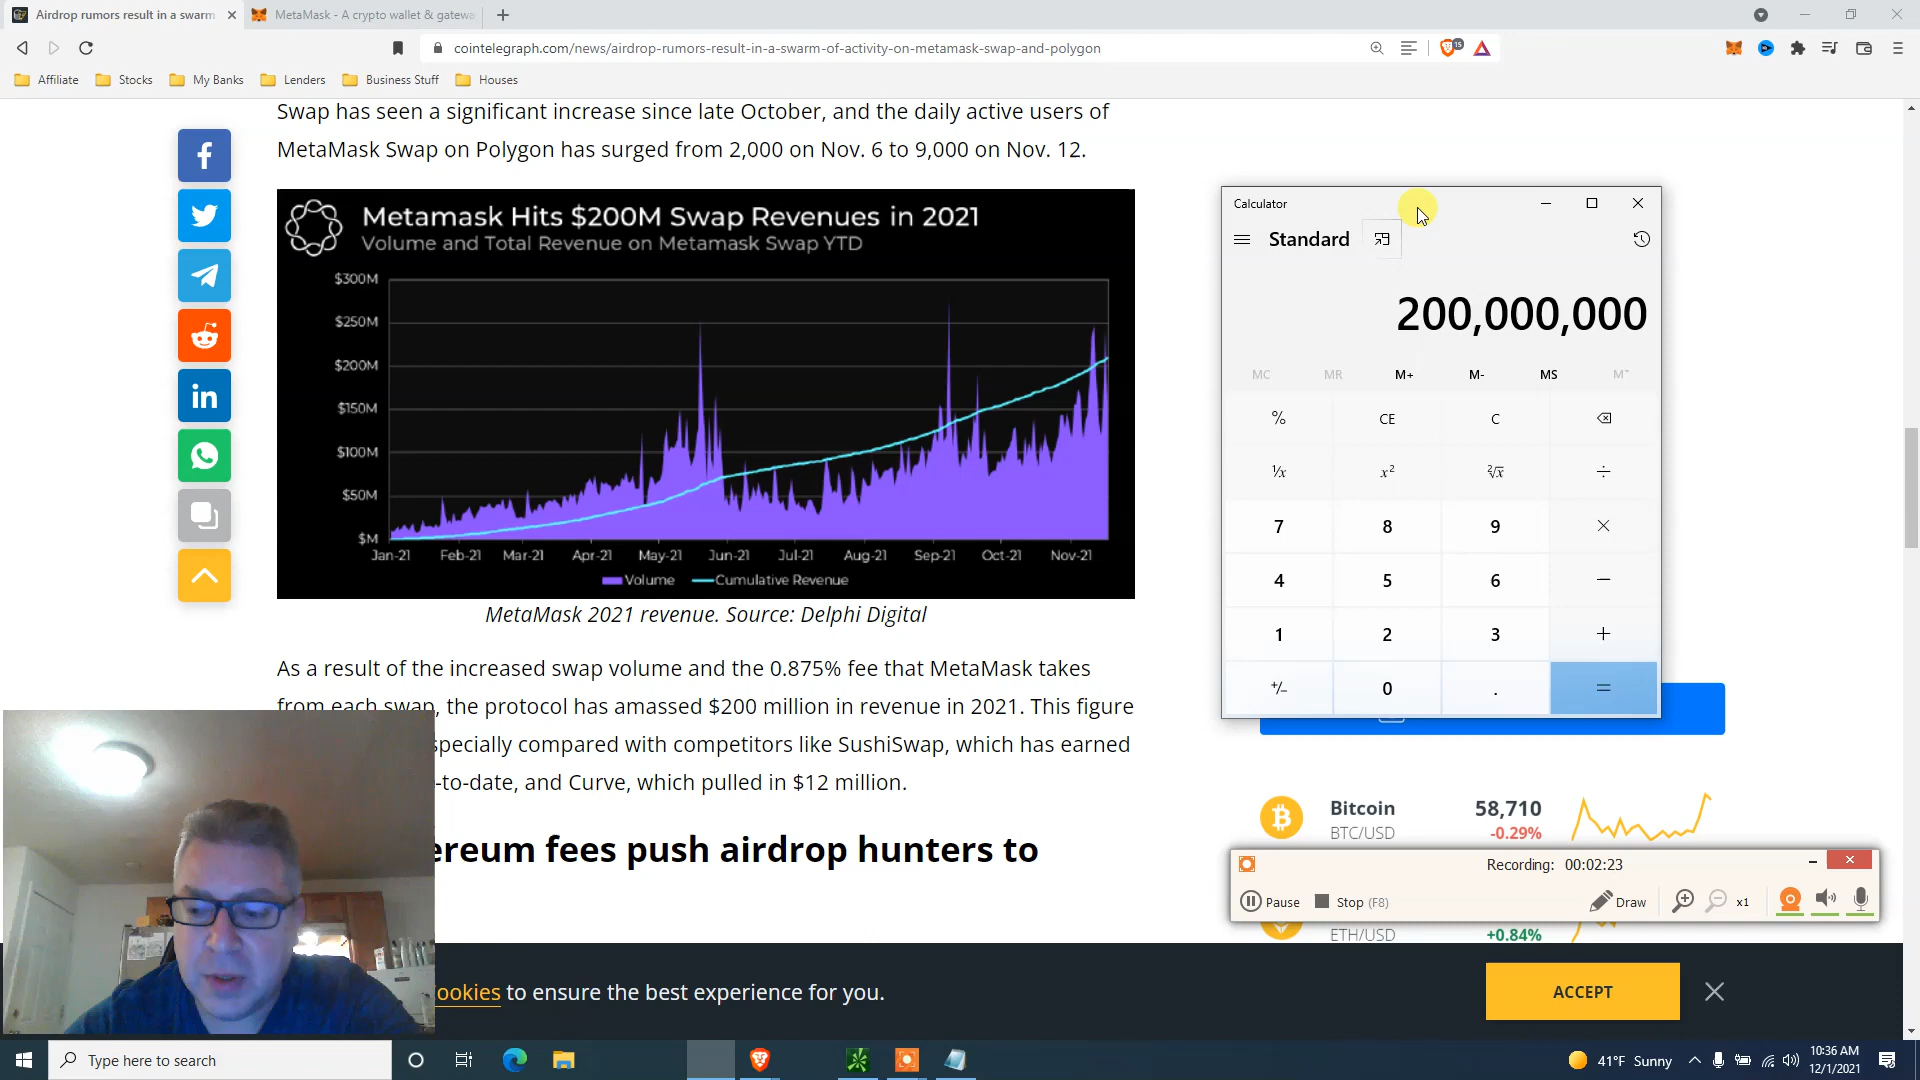 Airdrop rumors result in a swarm
MetaMask - A crypto wallet & gatewa
cointelegraph.com/news/airdrop-rumors-result-in-a-swarm-of-activity-on-metamask-swap-and-polygon
15
Affiliate
Stocks
My Banks
Lenders
Business Stuff
Houses
Swap has seen a significant increase since late October, and the daily active users of
MetaMask Swap on Polygon has surged from 2,000 on Nov. 6 to 9,000 on Nov. 12.
Metamask Hits $200M Swap Revenues in 2021
Volume and Total Revenue on Metamask Swap YTD
$300M
$250M
$200M
$150M
$100M
$50M
$M
Jan-21 Feb-21 Mar-21 Apr-21 May-21 Jun-21 Jul-21 Aug-21 Sep-21 Oct-21 Nov-21
Volume Cumulative Revenue
MetaMask 2021 revenue. Source: Delphi Digital
As a result of the increased swap volume and the 0.875% fee that MetaMask takes
from each swap, the protocol has amassed $200 million in revenue in 2021. This figure
specially compared with competitors like SushiSwap, which has earned
-to-date, and Curve, which pulled in $12 million.
ereum fees push airdrop hunters to
Calculator
Standard
200,000,000
MC MR M+ M- MS M˅
% CE C
¹/x x² ²√x ÷
7 8 9 ×
4 5 6 −
1 2 3 +
+/− 0 . =
Bitcoin 58,710
BTC/USD -0.29%
Recording: 00:02:23
Pause
Stop (F8)
Draw
x1
ETH/USD +0.84%
ookies to ensure the best experience for you.
ACCEPT
Type here to search
41°F Sunny
10:36 AM
12/1/2021